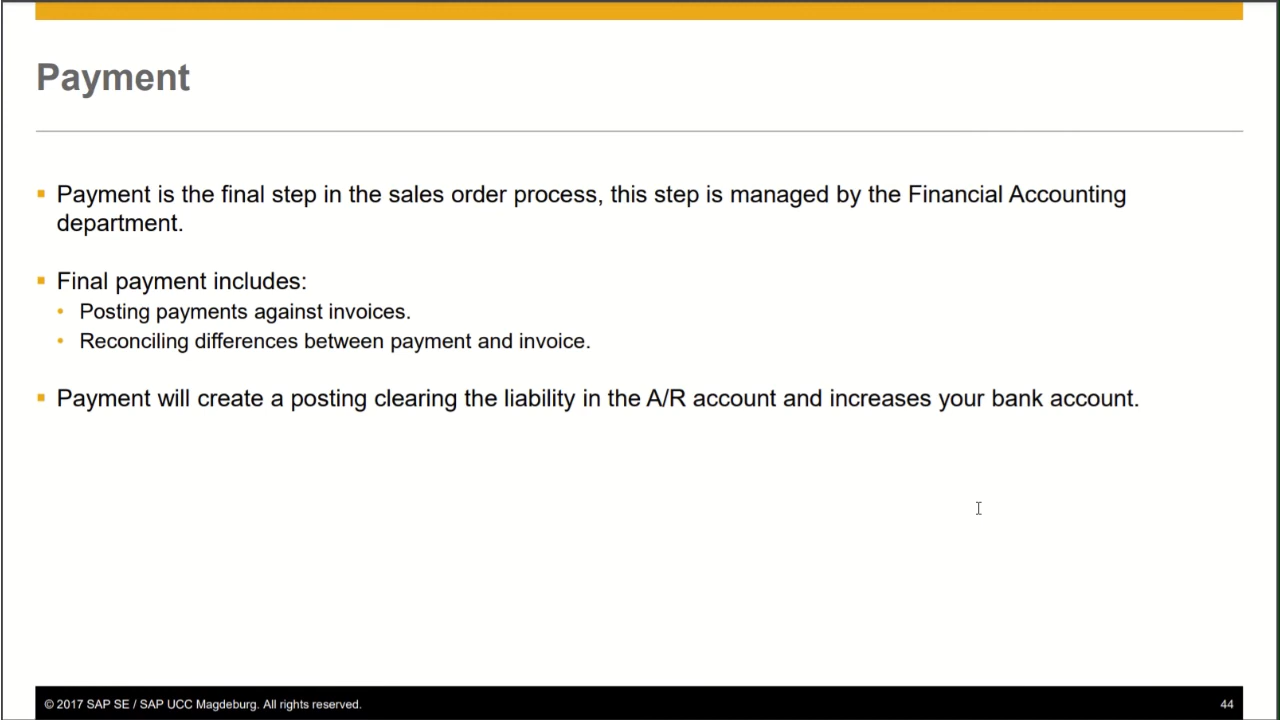 Payment
Payment is the final step in the sales order process, this step is managed by the Financial Accounting
department.
Final payment includes:
Posting payments against invoices.
Reconciling differences between payment and invoice.
Payment will create a posting clearing the liability in the A/R account and increases your bank account.
© 2017 SAP SE / SAP UCC Magdeburg. All rights reserved.
44